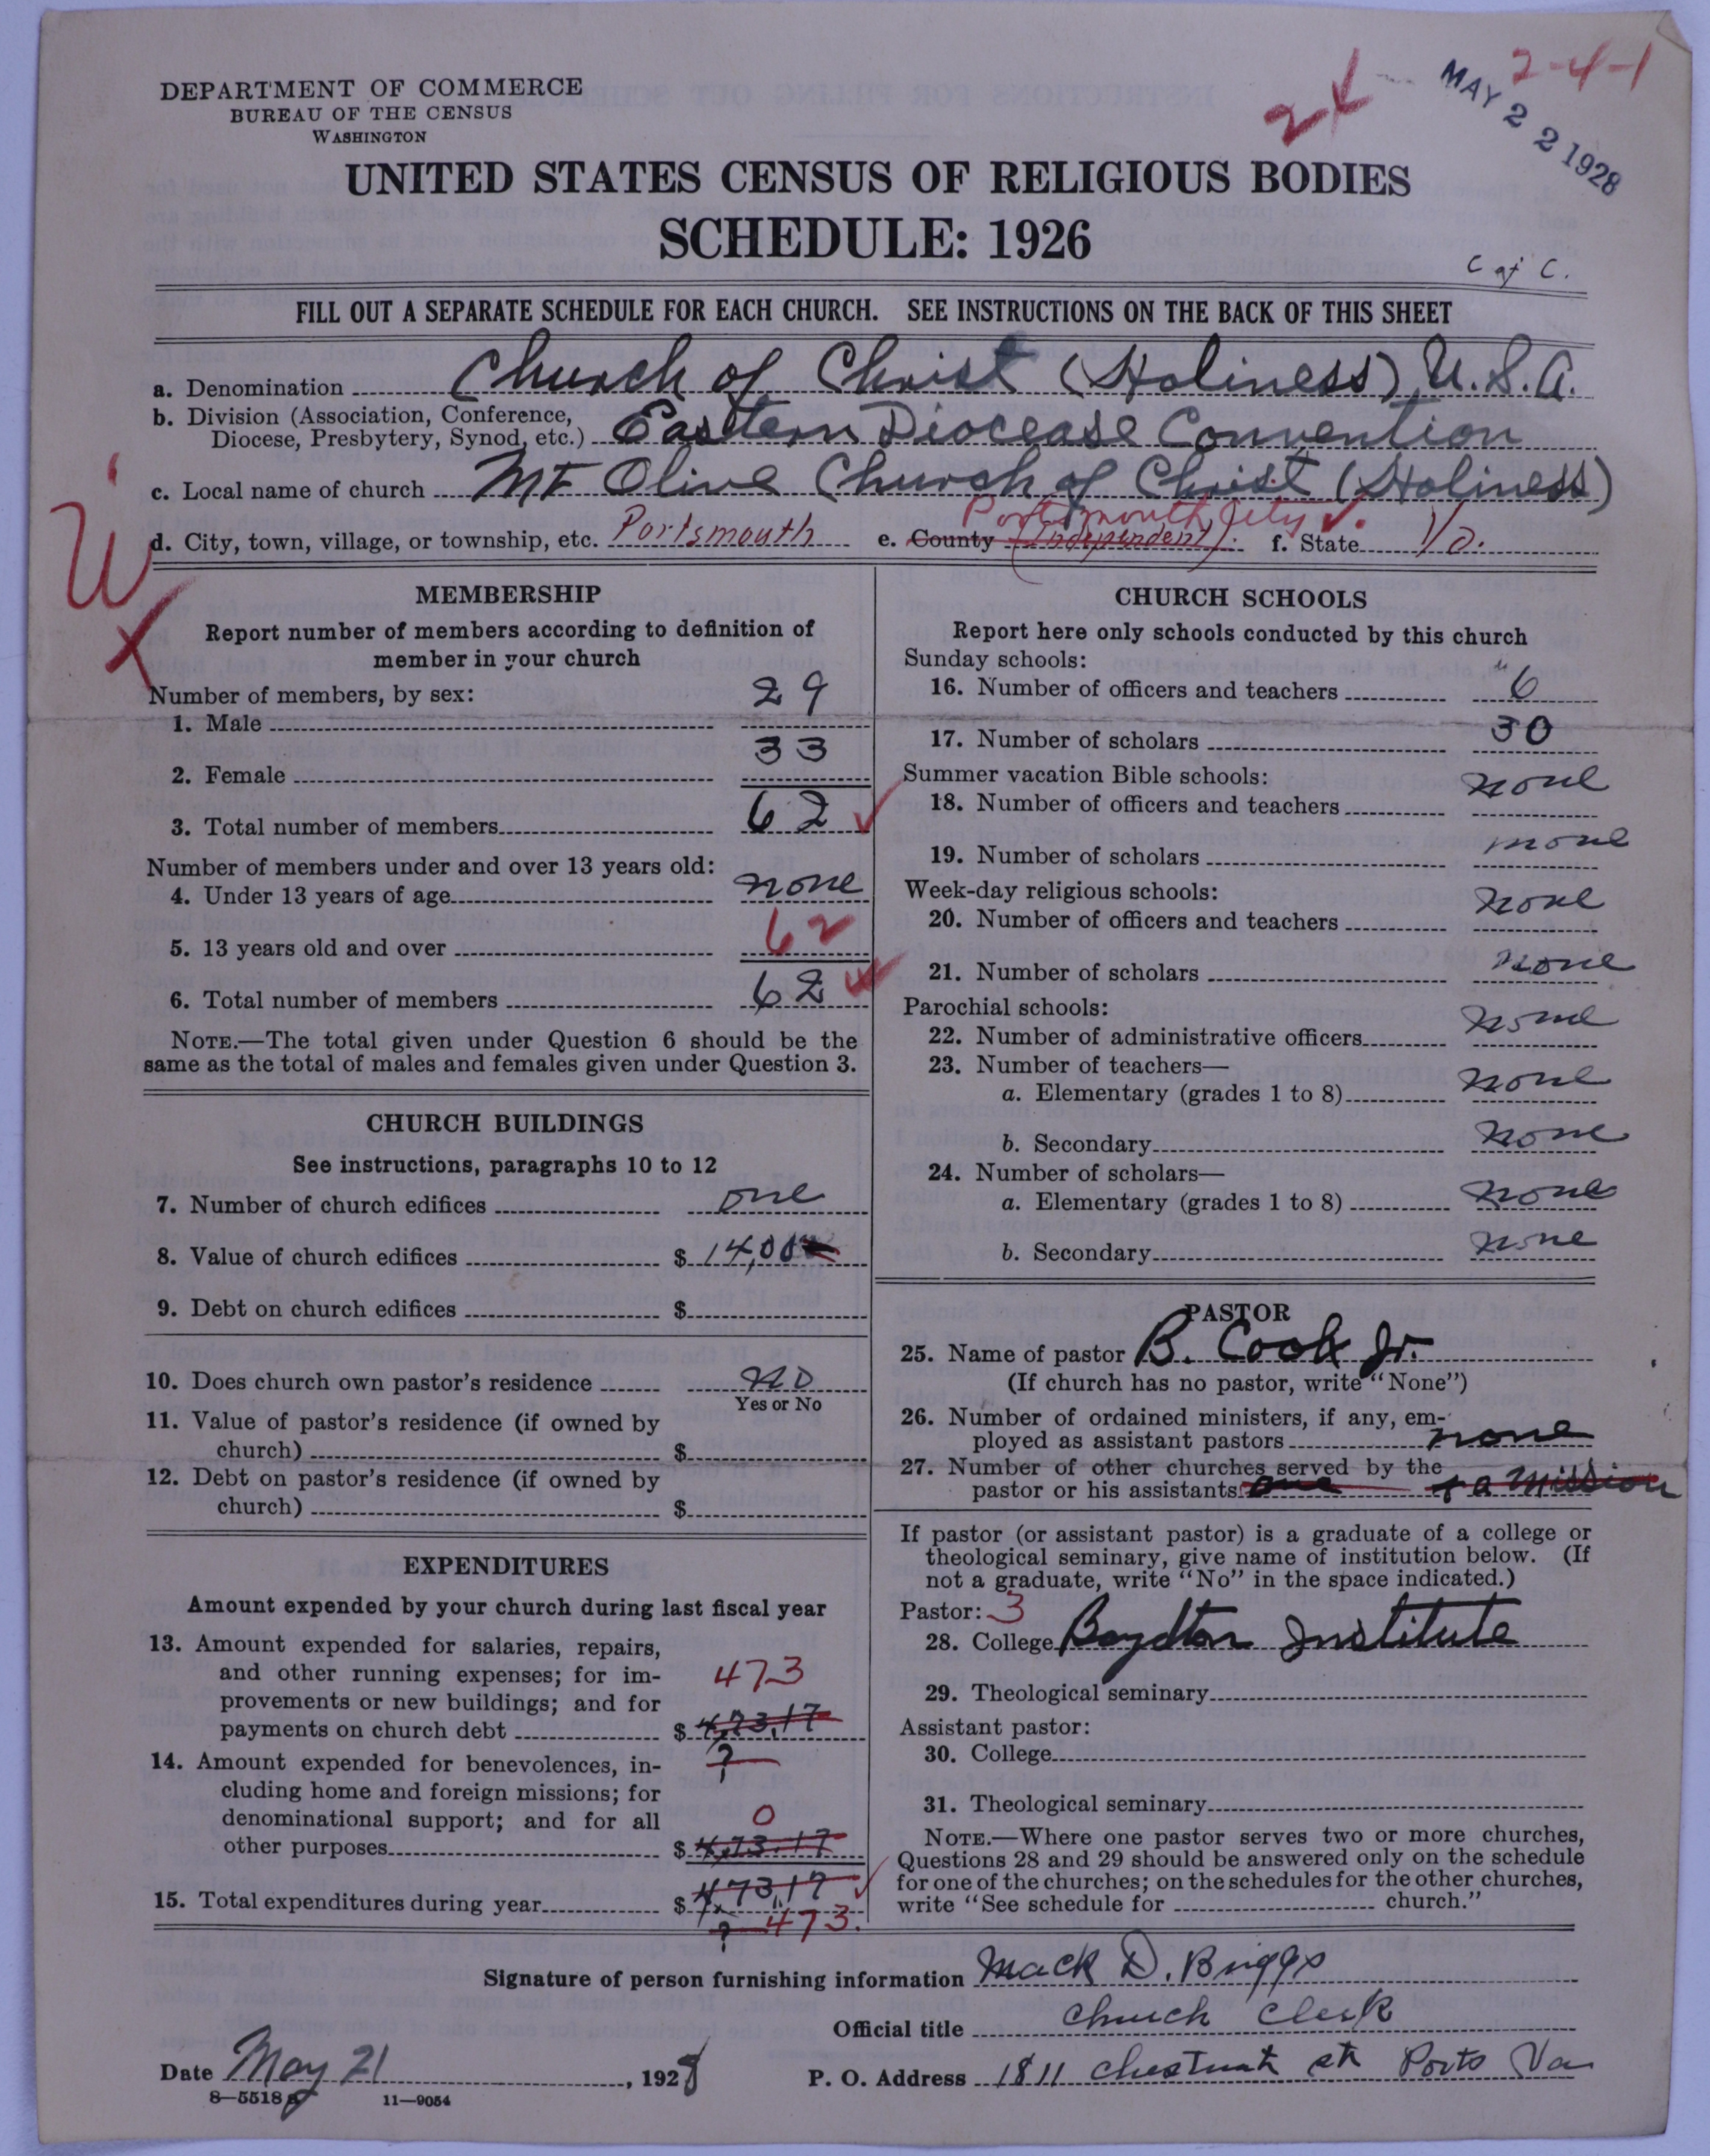 2-4-1
24
MAY 22 1928
DEPARTMENT OF COMMERCE
BUREAU OF THE CENSUS
WASHINGTON
UNITED STATES CENSUS OF RELIGIOUS BODIES
SCHEDULE: 1926
C of C.
FILL OUT A SEPARATE SCHEDULE FOR EACH CHURCH. SEE INSTRUCTIONS ON THE BACK OF THIS SHEET
a. Denomination Church of Christ (Holiness) U.S.A.
b. Division (Association, Conference,
Diocese, Presbytery, Synod, etc.) Eastern Diocease Convention
c. Local name of church Mt Olive Church of Christ (Holiness)
Portsmouth City
d. City, town, village, or township, etc. Portsmouth e. County (Independent). f. State Va.
MEMBERSHIP
Report number of members according to definition of
member in your church
Number of members, by sex:
1. Male 29
2. Female 33
3. Total number of members 62
Number of members under and over 13 years old:
4. Under 13 years of age none
5. 13 years old and over 62
6. Total number of members 62
NOTE.—The total given under Question 6 should be the
same as the total of males and females given under Question 3.
CHURCH BUILDINGS
See instructions, paragraphs 10 to 12
7. Number of church edifices one
8. Value of church edifices $
9. Debt on church edifices $
10. Does church own pastor's residence no
Yes or No
11. Value of pastor's residence (if owned by
church) $
12. Debt on pastor's residence (if owned by
church) $
EXPENDITURES
Amount expended by your church during last fiscal year
13. Amount expended for salaries, repairs,
and other running expenses; for im-
473
provements or new buildings; and for
payments on church debt $ 473.17
14. Amount expended for benevolences, in- ?
cluding home and foreign missions; for
denominational support; and for all 0
other purposes $ 473.17
15. Total expenditures during year $ 473.17
? 473.
CHURCH SCHOOLS
Report here only schools conducted by this church
Sunday schools:
16. Number of officers and teachers 6
17. Number of scholars 30
Summer vacation Bible schools:
18. Number of officers and teachers none
19. Number of scholars none
Week-day religious schools:
20. Number of officers and teachers none
21. Number of scholars none
Parochial schools:
22. Number of administrative officers none
23. Number of teachers—
a. Elementary (grades 1 to 8) none
b. Secondary none
24. Number of scholars—
a. Elementary (grades 1 to 8) none
b. Secondary none
PASTOR
25. Name of pastor B. Cook Jr.
(If church has no pastor, write "None")
26. Number of ordained ministers, if any, em-
ployed as assistant pastors none
27. Number of other churches served by the
pastor or his assistants one + a mission
If pastor (or assistant pastor) is a graduate of a college or
theological seminary, give name of institution below. (If
not a graduate, write "No" in the space indicated.)
Pastor: 3
28. College Boydton Institute
29. Theological seminary
Assistant pastor:
30. College
31. Theological seminary
NOTE.—Where one pastor serves two or more churches,
Questions 28 and 29 should be answered only on the schedule
for one of the churches; on the schedules for the other churches,
write "See schedule for church."
Signature of person furnishing information Mack D. Briggs
Official title Church Clerk
Date May 21, 1928 P. O. Address 1811 Chestnut st Ports Va
8—5518 11—9054